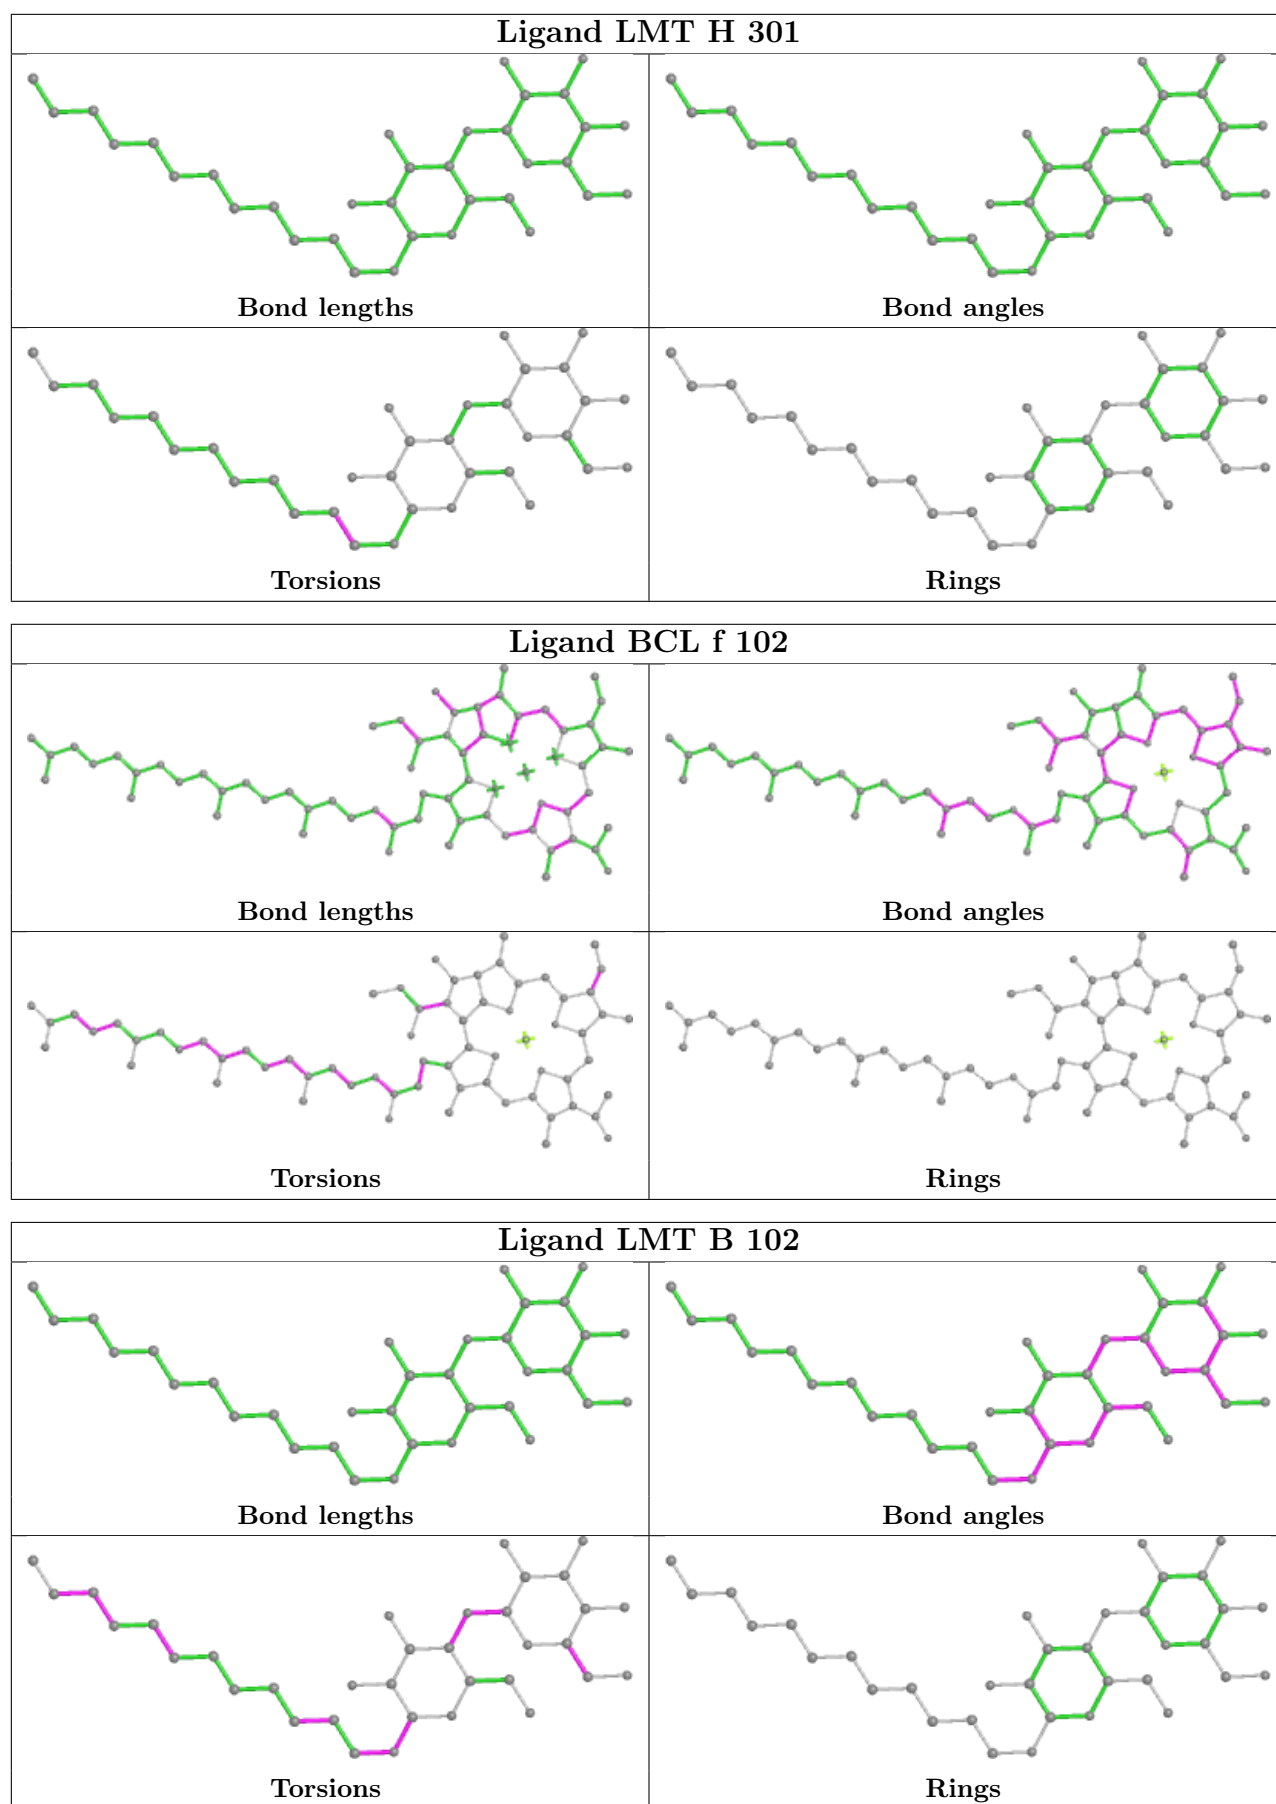 Ligand LMT H 301
Bond lengths
Bond angles
Torsions
Rings
Ligand BCL f 102
Bond lengths
Bond angles
Torsions
Rings
Ligand LMT B 102
Bond lengths
Bond angles
Torsions
Rings